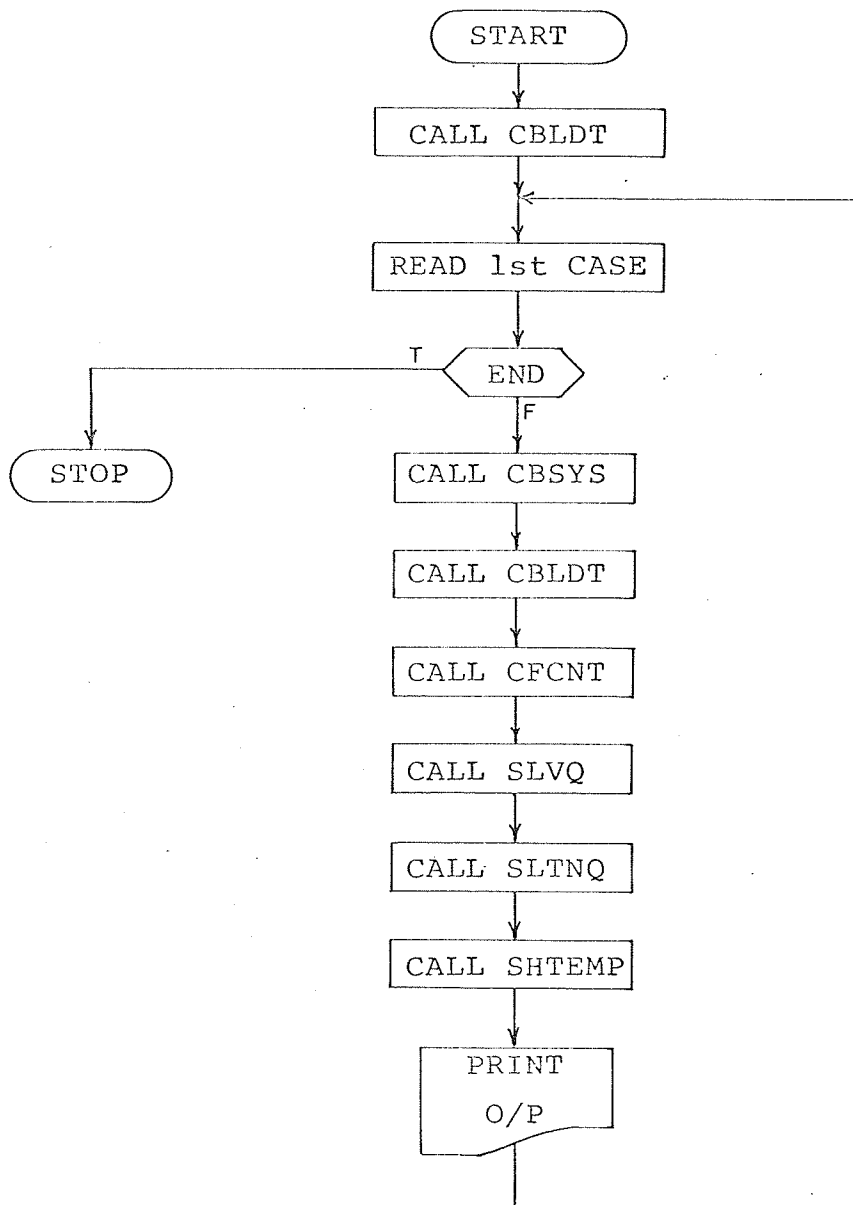 START
CALL CBLDT
READ 1st CASE
T
END
F
STOP
CALL CBSYS
CALL CBLDT
CALL CFCNT
CALL SLVQ
CALL SLTNQ
CALL SHTEMP
PRINT
O/P